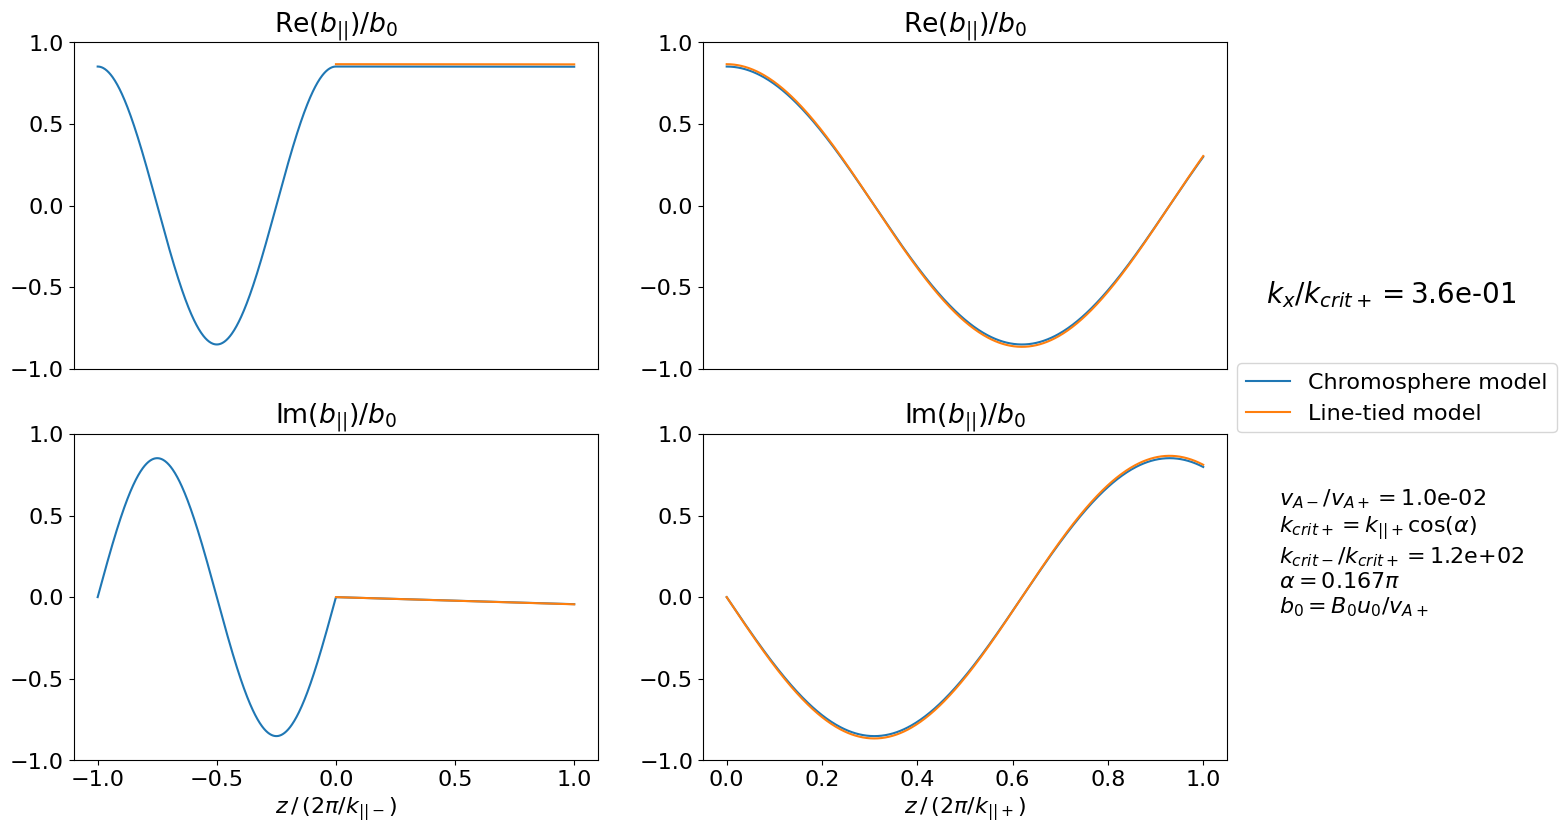 Re(b_{||})/b_0
1.0
0.5
0.0
−0.5
−1.0
Re(b_{||})/b_0
1.0
0.5
0.0
−0.5
−1.0
Im(b_{||})/b_0
1.0
0.5
0.0
−0.5
−1.0
−1.0 −0.5 0.0 0.5 1.0
z / (2π/k_{||−})
Im(b_{||})/b_0
1.0
0.5
0.0
−0.5
−1.0
0.0 0.2 0.4 0.6 0.8 1.0
z / (2π/k_{||+})
k_x/k_{crit+} = 3.6e-01
Chromosphere model
Line-tied model
v_{A−}/v_{A+} = 1.0e-02
k_{crit+} = k_{||+} cos(α)
k_{crit−}/k_{crit+} = 1.2e+02
α = 0.167π
b_0 = B_0u_0/v_{A+}